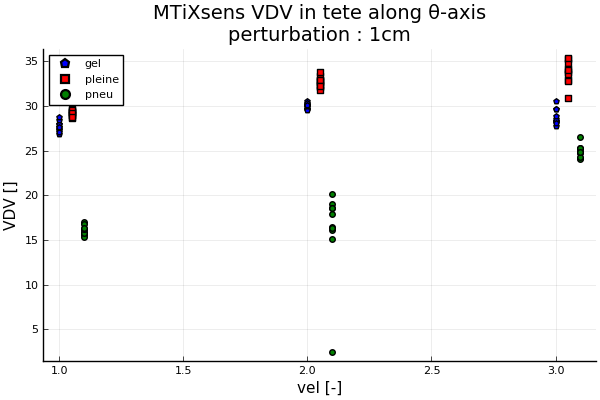 MTiXsens VDV in tete along θ-axis
perturbation : 1cm
gel
pleine
pneu
VDV []
35
30
25
20
15
10
5
1.0
1.5
2.0
2.5
3.0
vel [-]